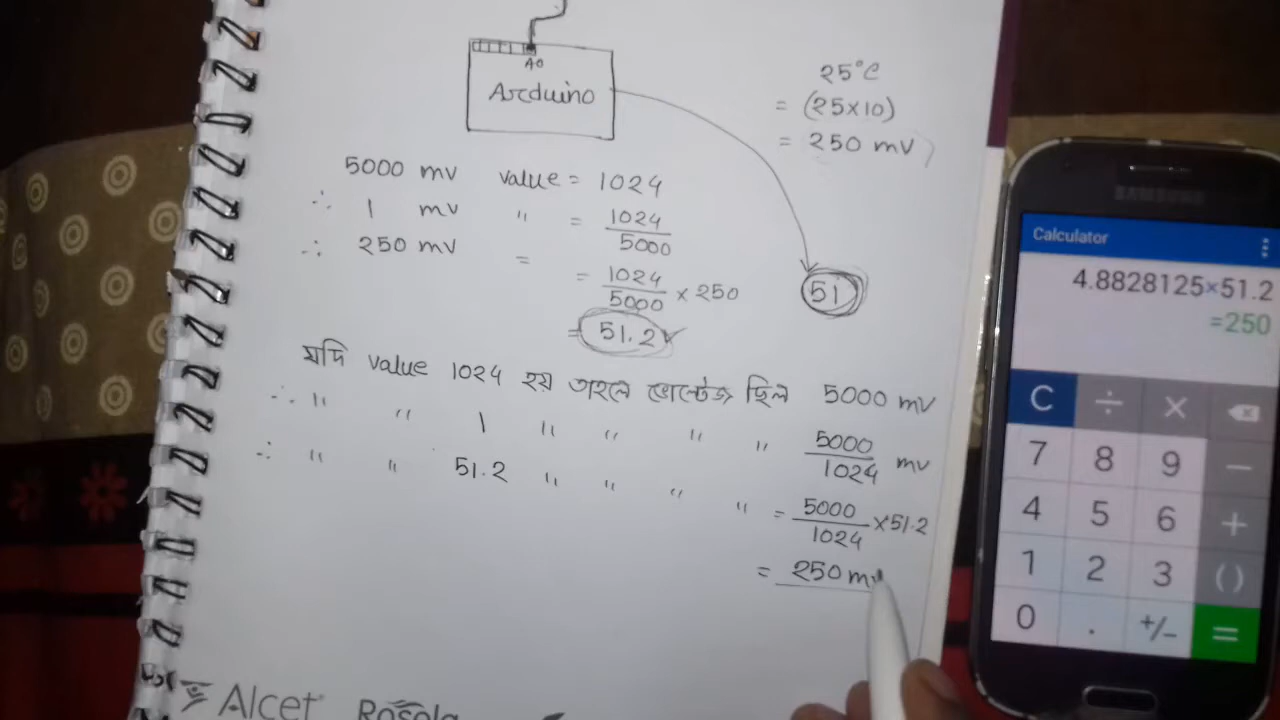 A0
Arduino
25°C
= (25×10)
= 250 mv
5000 mv value = 1024
∴ 1 mv " = 1024/5000
∴ 250 mv = = 1024/5000 × 250
= 51.2
51
যদি value 1024 হয় তাহলে ভোল্টেজ ছিল 5000 mv
∴ " " 1 " " " " 5000/1024 mv
∴ " " 51.2 " " " " = 5000/1024 ×51.2
= 250 mv
Alcet Rosola
SAMSUNG
Calculator
4.8828125×51.2
=250
C ÷ ×
7 8 9 −
4 5 6 +
1 2 3 ()
0 . +/− =